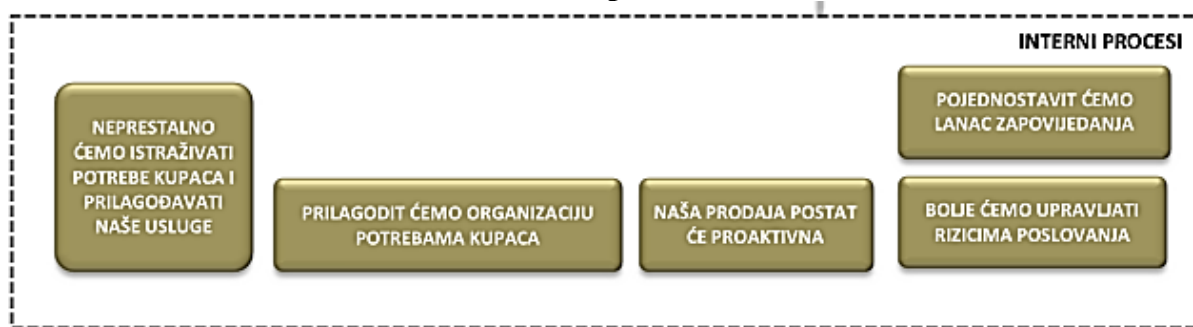 INTERNI PROCESI
NEPRESTALNO
ĆEMO ISTRAŽIVATI
POTREBE KUPACA I
PRILAGOĐAVATI
NAŠE USLUGE
PRILAGODIT ĆEMO ORGANIZACIJU
POTREBAMA KUPACA
NAŠA PRODAJA POSTAT
ĆE PROAKTIVNA
POJEDNOSTAVIT ĆEMO
LANAC ZAPOVIJEDANJA
BOLJE ĆEMO UPRAVLJATI
RIZICIMA POSLOVANJA